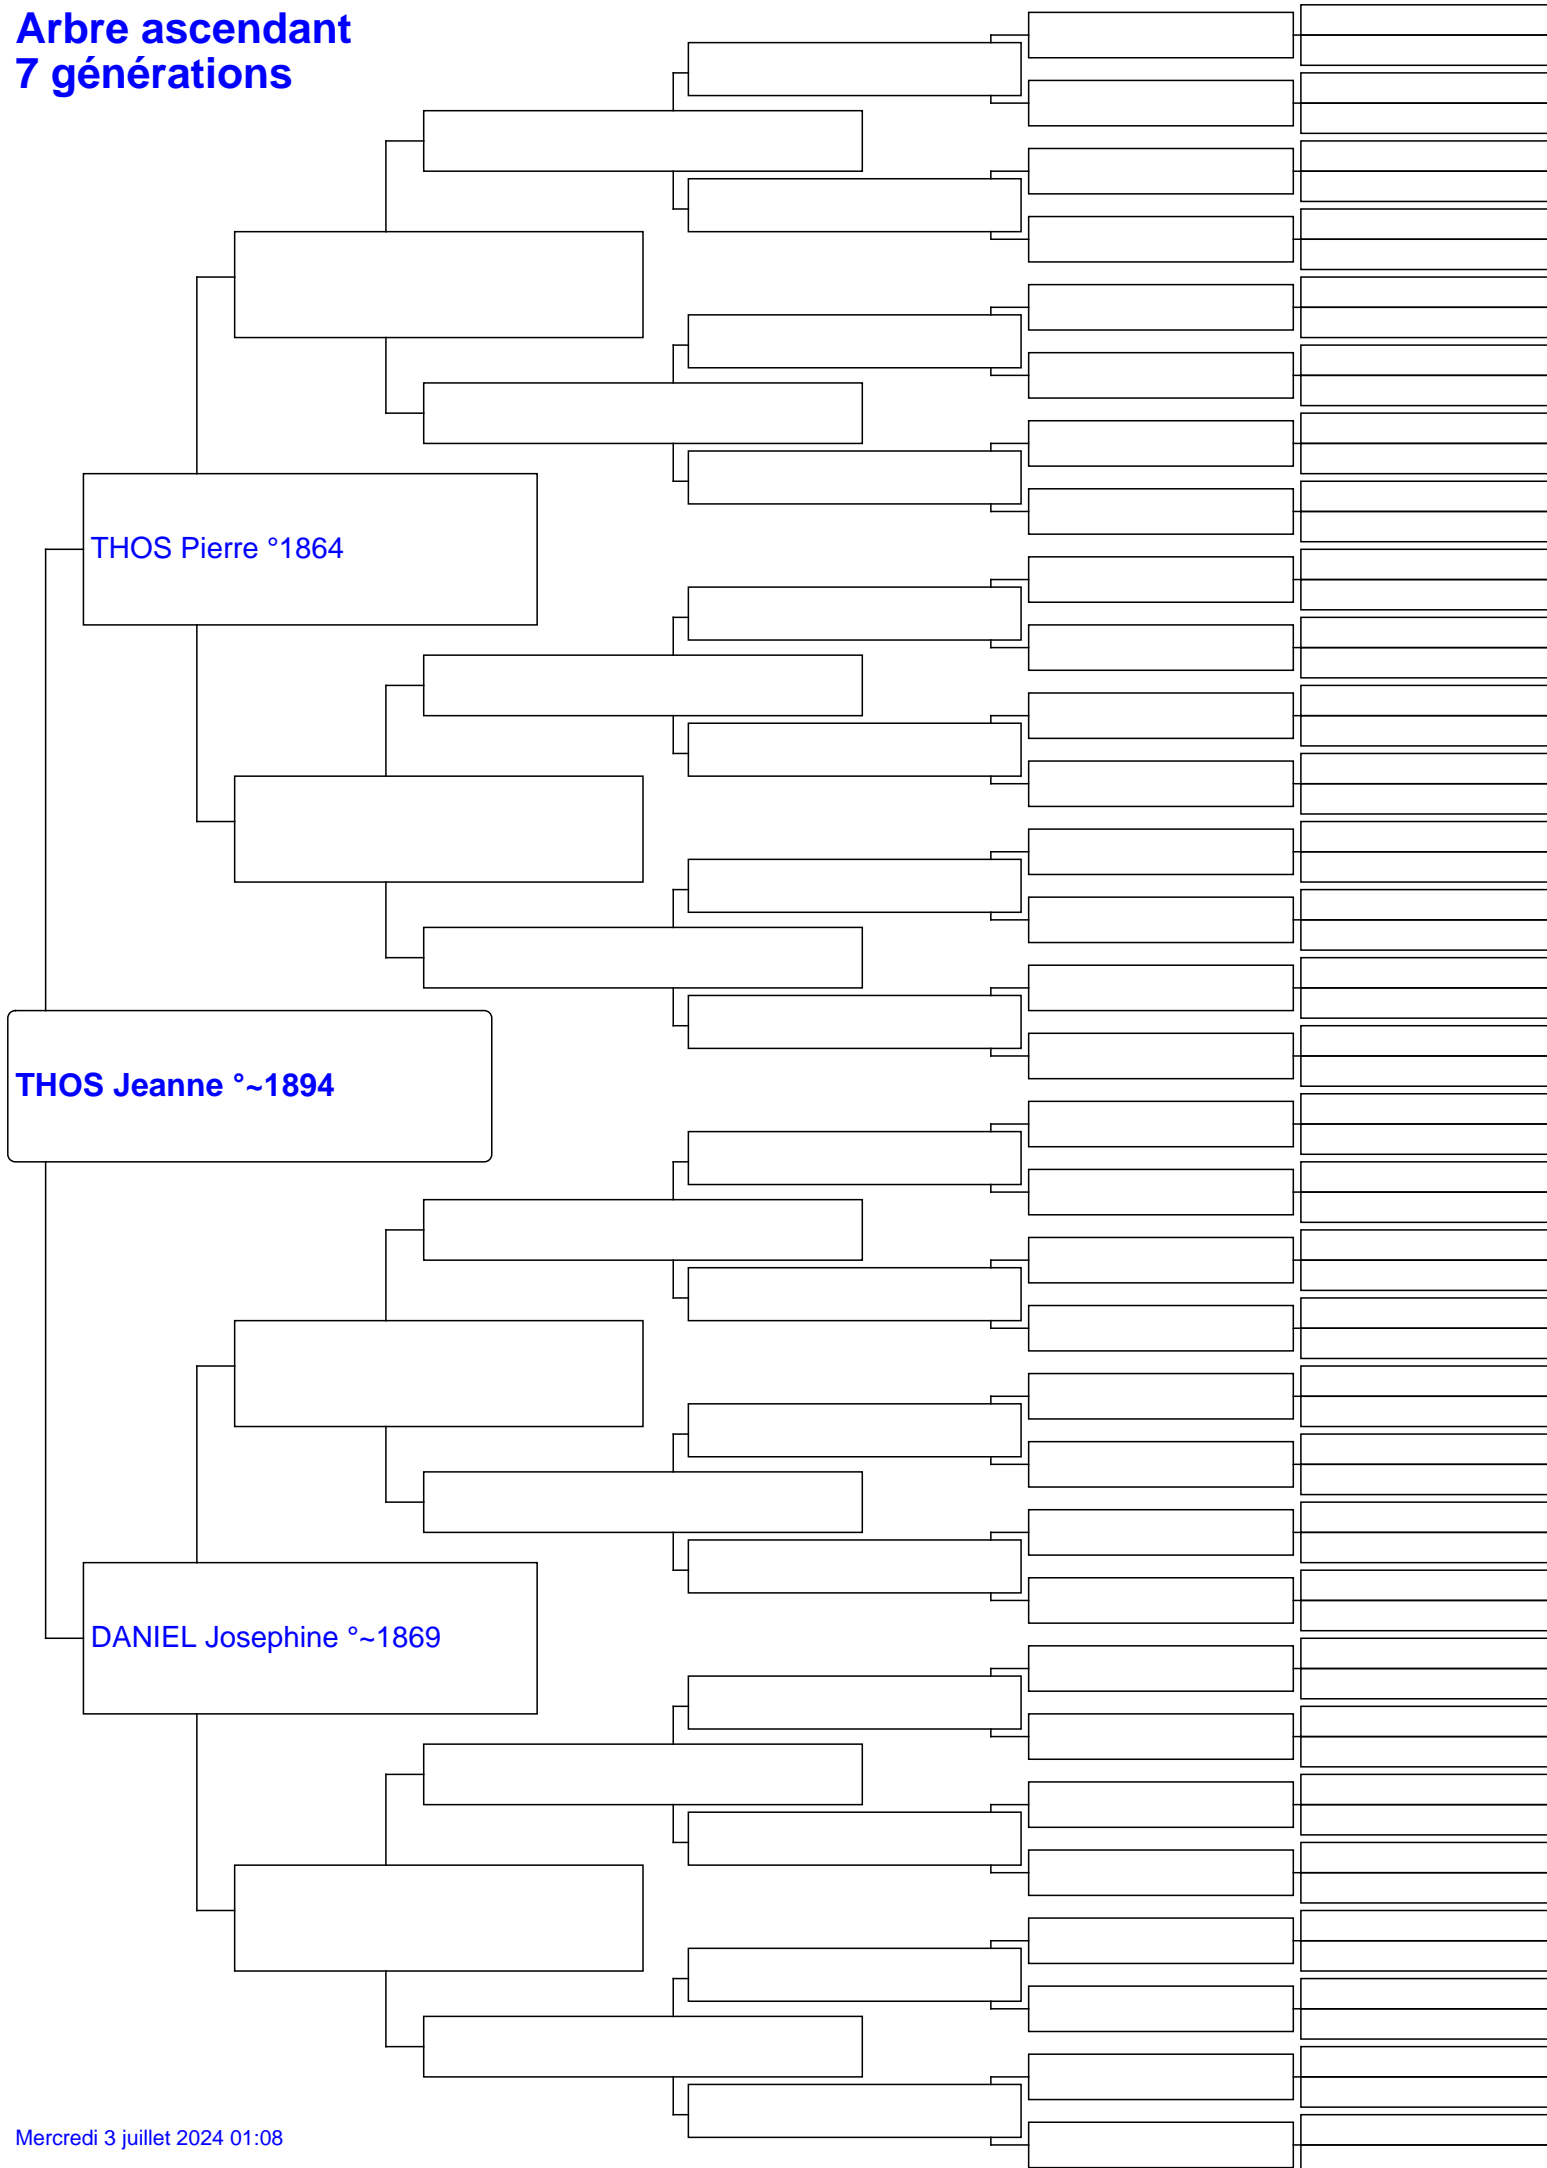 Arbre ascendant
7 générations
THOS Pierre °1864
THOS Jeanne °~1894
DANIEL Josephine °~1869
Mercredi 3 juillet 2024 01:08